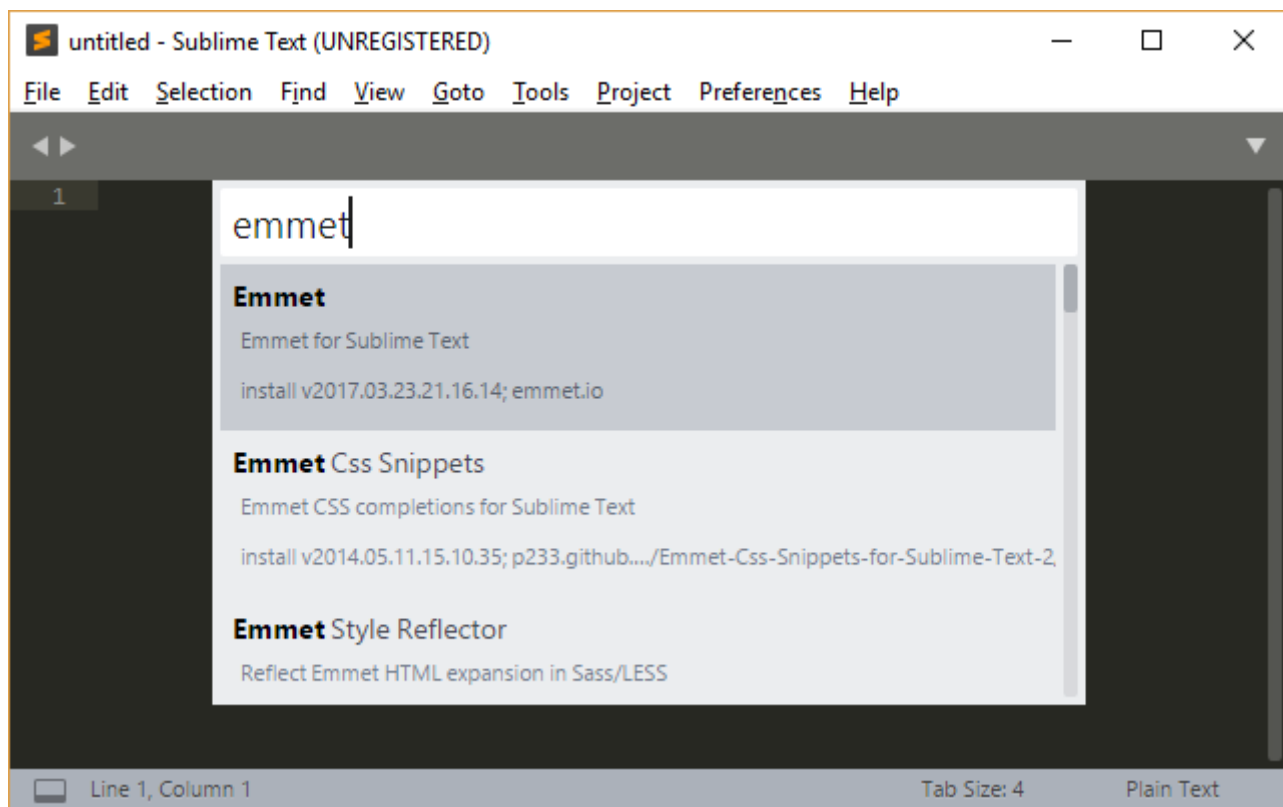 untitled - Sublime Text (UNREGISTERED)
File Edit Selection Find View Goto Tools Project Preferences Help
1
emmet
Emmet
Emmet for Sublime Text
install v2017.03.23.21.16.14; emmet.io
Emmet Css Snippets
Emmet CSS completions for Sublime Text
install v2014.05.11.15.10.35; p233.github..../Emmet-Css-Snippets-for-Sublime-Text-2,
Emmet Style Reflector
Reflect Emmet HTML expansion in Sass/LESS
Line 1, Column 1 Tab Size: 4 Plain Text